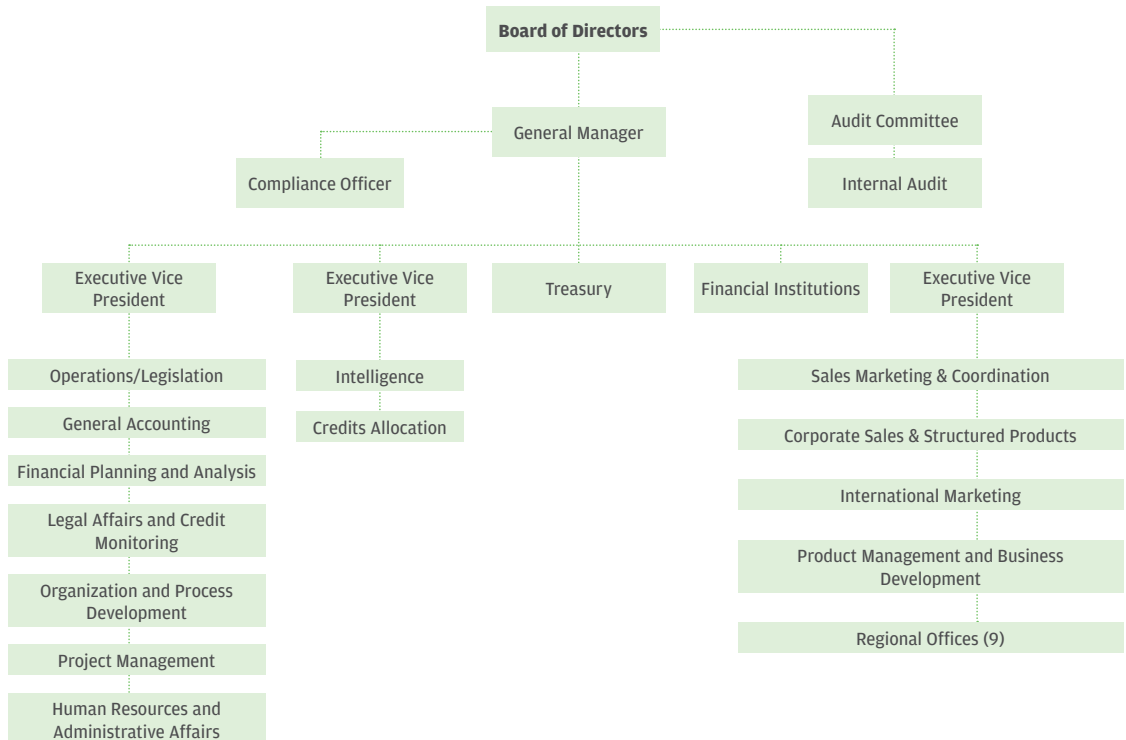 Board of Directors
General Manager
Audit Committee
Compliance Officer
Internal Audit
Executive Vice
President
Executive Vice
President
Treasury
Financial Institutions
Executive Vice
President
Operations/Legislation
General Accounting
Financial Planning and Analysis
Legal Affairs and Credit
Monitoring
Organization and Process
Development
Project Management
Human Resources and
Administrative Affairs
Intelligence
Credits Allocation
Sales Marketing & Coordination
Corporate Sales & Structured Products
International Marketing
Product Management and Business
Development
Regional Offices (9)